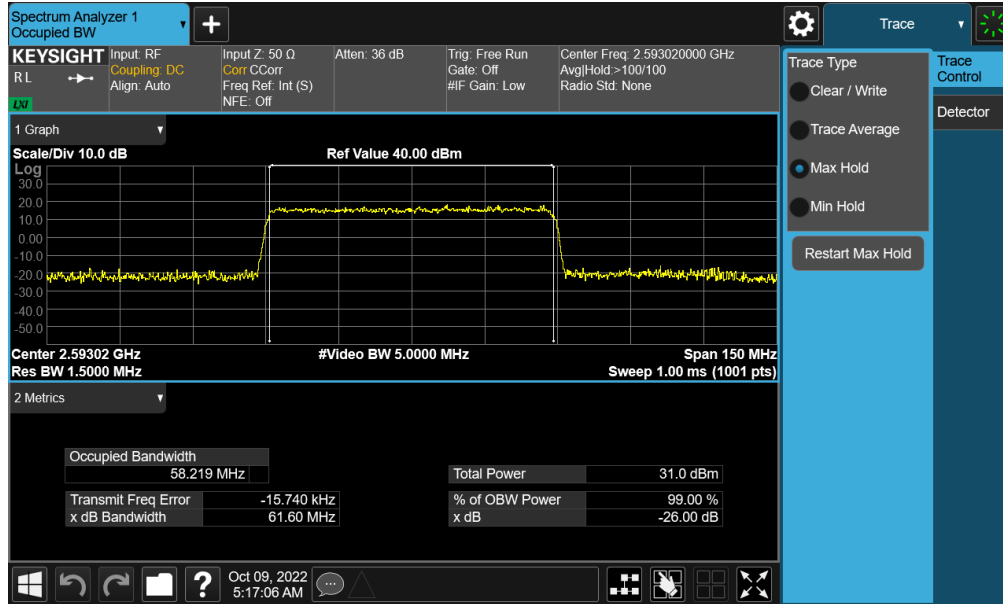 Spectrum Analyzer 1
Occupied BW
+
Trace
KEYSIGHT
R L
LXI
Input: RF
Coupling: DC
Align: Auto
Input Z: 50 Ω
Corr CCorr
Freq Ref: Int (S)
NFE: Off
Atten: 36 dB
Trig: Free Run
Gate: Off
#IF Gain: Low
Center Freq: 2.593020000 GHz
Avg|Hold:>100/100
Radio Std: None
1 Graph
Scale/Div 10.0 dB
Ref Value 40.00 dBm
Log
30.0
20.0
10.0
0.00
-10.0
-20.0
-30.0
-40.0
-50.0
Center 2.59302 GHz
#Video BW 5.0000 MHz
Span 150 MHz
Res BW 1.5000 MHz
Sweep 1.00 ms (1001 pts)
2 Metrics
Occupied Bandwidth
58.219 MHz
Total Power 31.0 dBm
Transmit Freq Error -15.740 kHz
% of OBW Power 99.00 %
x dB Bandwidth 61.60 MHz
x dB -26.00 dB
Trace Type
Clear / Write
Trace Average
Max Hold
Min Hold
Restart Max Hold
Trace
Control
Detector
?
Oct 09, 2022
5:17:06 AM